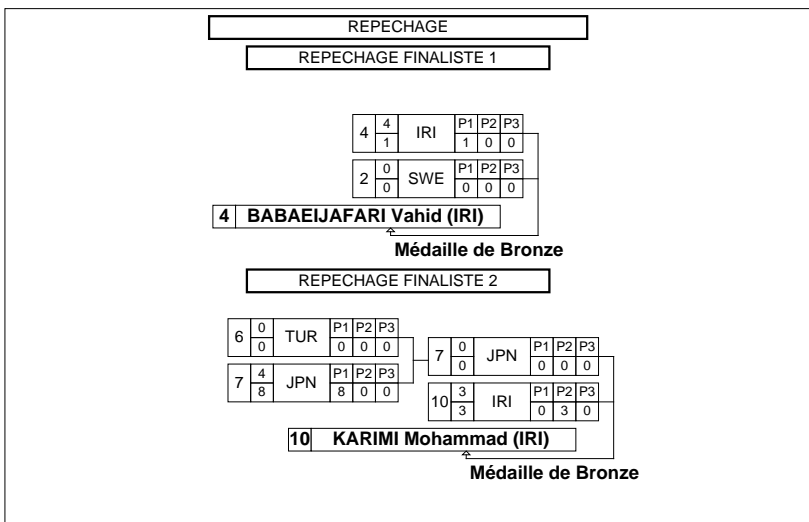 REPECHAGE
REPECHAGE FINALISTE 1
4 4 IRI P1 P2 P3
1 1 0 0
2 0 SWE P1 P2 P3
0 0 0 0
4 BABAEIJAFARI Vahid (IRI)
Médaille de Bronze
REPECHAGE FINALISTE 2
6 0 TUR P1 P2 P3
0 0 0 0
7 4 JPN P1 P2 P3
8 8 0 0
7 0 JPN P1 P2 P3
0 0 0 0
10 3 IRI P1 P2 P3
3 0 3 0
10 KARIMI Mohammad (IRI)
Médaille de Bronze